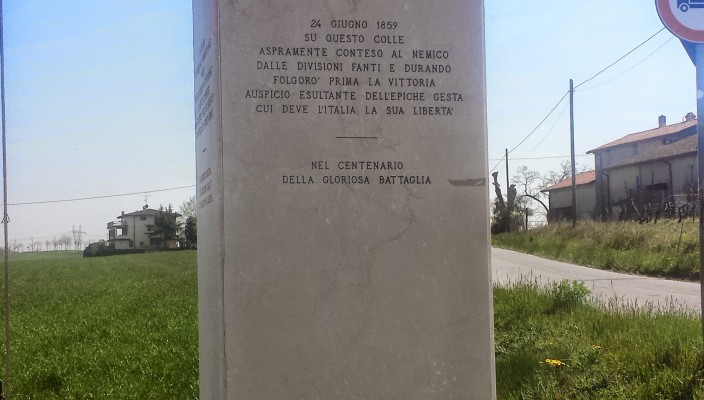 24 GIUGNO 1859
SU QUESTO COLLE
ASPRAMENTE CONTESO AL NEMICO
DALLE DIVISIONI FANTI E DURANDO
FOLGORO' PRIMA LA VITTORIA
AUSPICIO ESULTANTE DELL'EPICHE GESTA
CUI DEVE L'ITALIA LA SUA LIBERTA'
NEL CENTENARIO
DELLA GLORIOSA BATTAGLIA